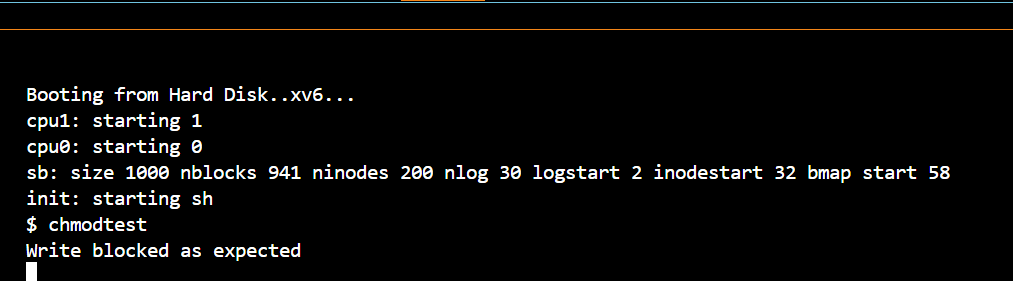 Booting from Hard Disk..xv6...
cpu1: starting 1
cpu0: starting 0
sb: size 1000 nblocks 941 ninodes 200 nlog 30 logstart 2 inodestart 32 bmap start 58
init: starting sh
$ chmodtest
Write blocked as expected